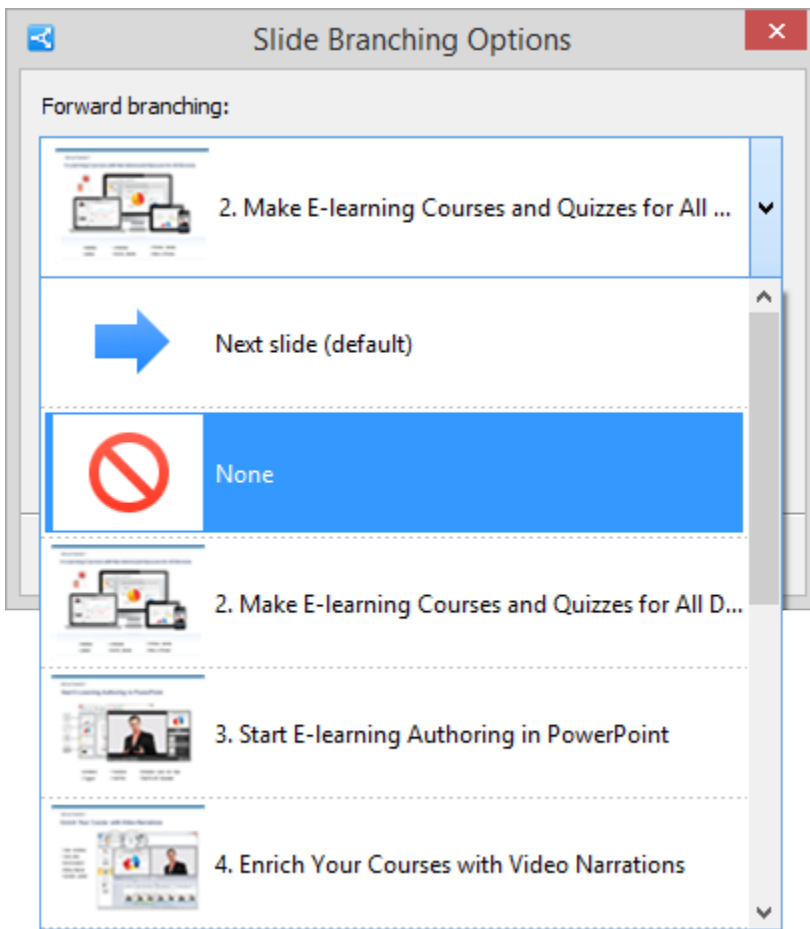 Slide Branching Options
Forward branching:
2. Make E-learning Courses and Quizzes for All ...
Next slide (default)
None
2. Make E-learning Courses and Quizzes for All D...
3. Start E-learning Authoring in PowerPoint
4. Enrich Your Courses with Video Narrations